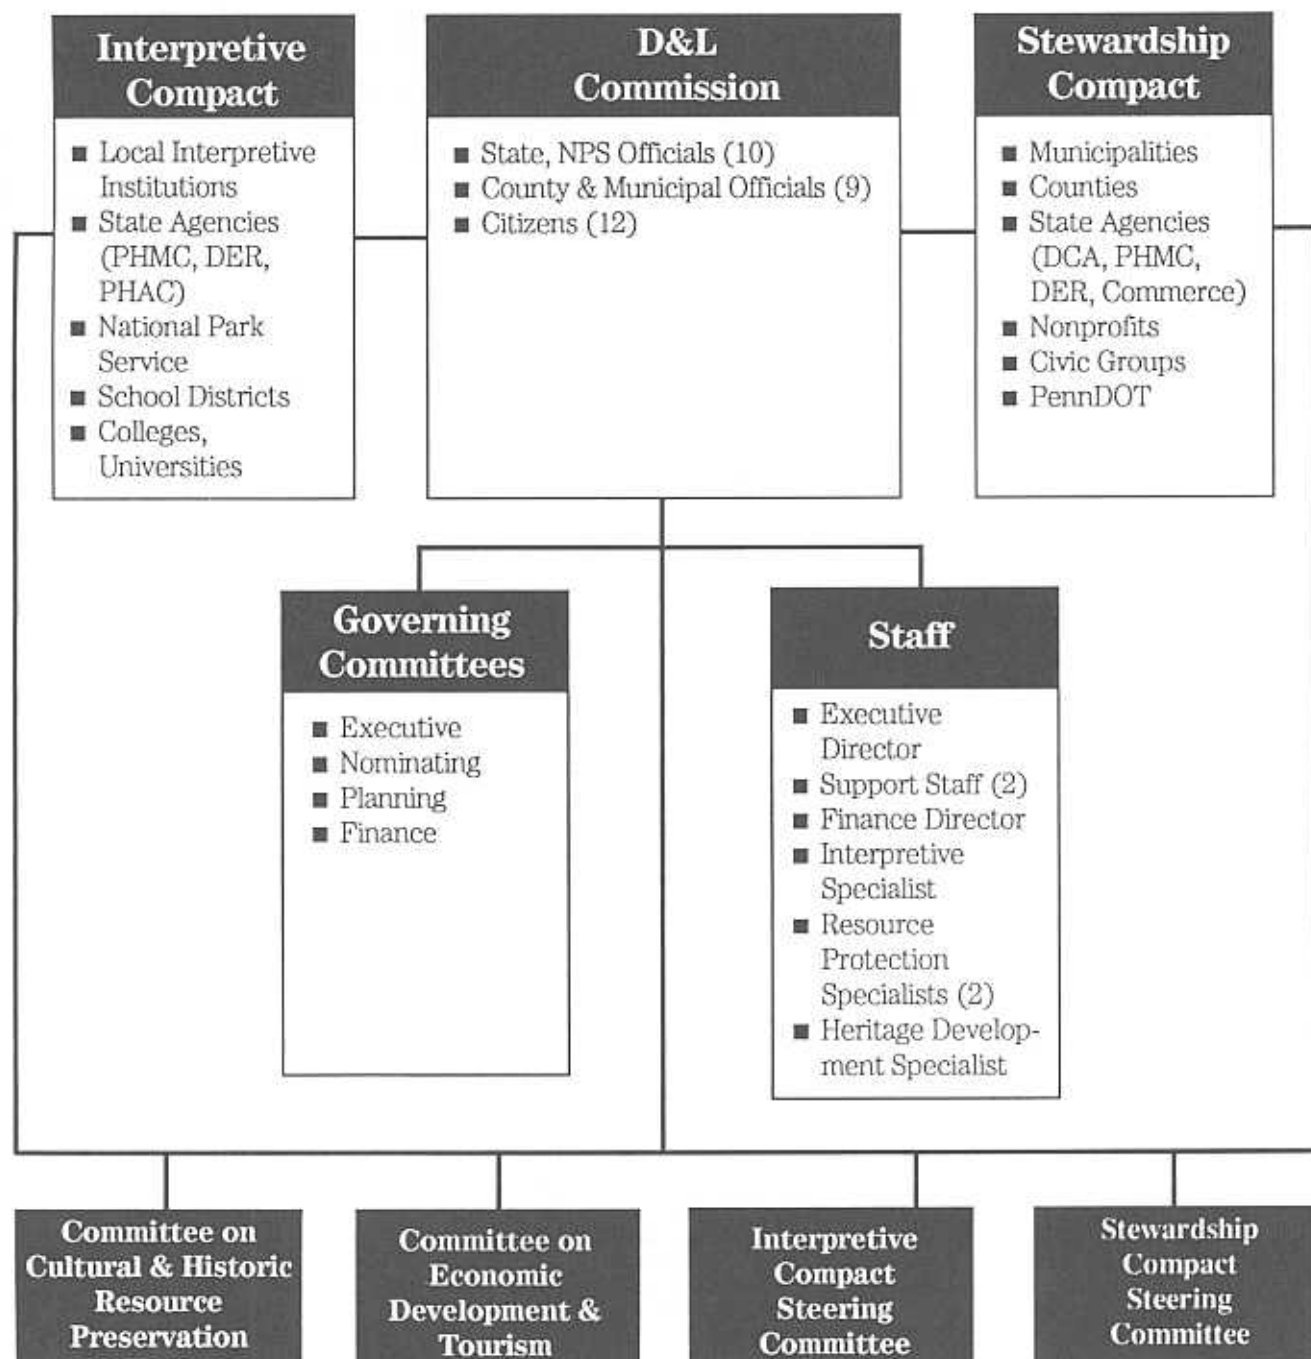 Interpretive
Compact
■ Local Interpretive
Institutions
■ State Agencies
(PHMC, DER,
PHAC)
■ National Park
Service
■ School Districts
■ Colleges,
Universities
D&L
Commission
■ State, NPS Officials (10)
■ County & Municipal Officials (9)
■ Citizens (12)
Stewardship
Compact
■ Municipalities
■ Counties
■ State Agencies
(DCA, PHMC,
DER, Commerce)
■ Nonprofits
■ Civic Groups
■ PennDOT
Governing
Committees
■ Executive
■ Nominating
■ Planning
■ Finance
Staff
■ Executive
Director
■ Support Staff (2)
■ Finance Director
■ Interpretive
Specialist
■ Resource
Protection
Specialists (2)
■ Heritage Develop-
ment Specialist
Committee on
Cultural & Historic
Resource
Preservation
Committee on
Economic
Development &
Tourism
Interpretive
Compact
Steering
Committee
Stewardship
Compact
Steering
Committee